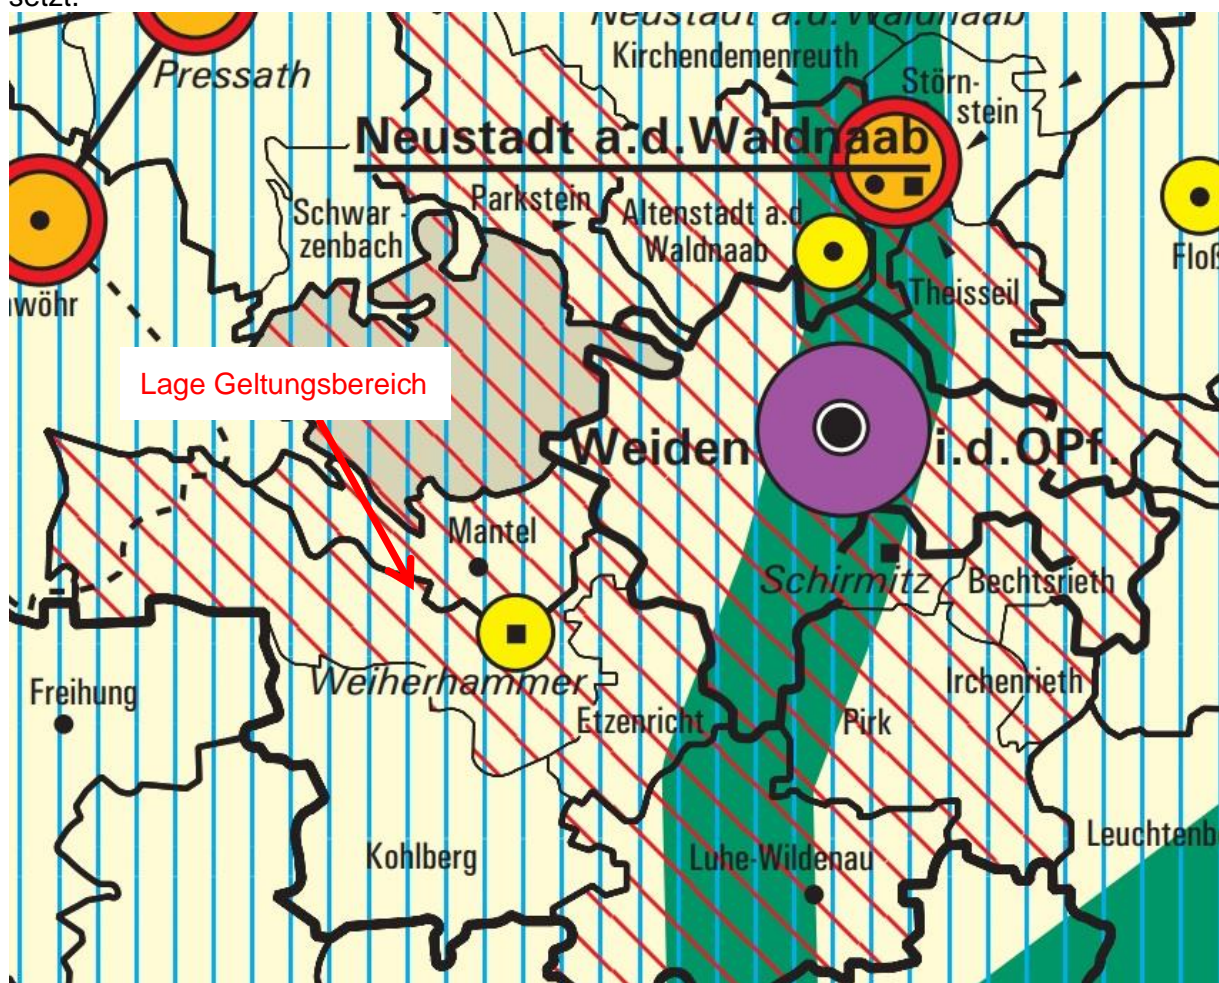 setzt.
Neustadt a.d. Waldnaab
Kirchendemenreuth
Pressath
Störn-
stein
Neustadt a.d. Waldnaab
Parkstein
Schwar-
zenbach
Altenstadt a.d.
Waldnaab
Floß
Theisseil
wöhr
Lage Geltungsbereich
Weiden i.d.OPf.
Mantel
Schirmitz
Bechtsrieth
Weiherhammer
Irchenrieth
Freihung
Etzenricht
Pirk
Leuchtenb
Kohlberg
Luhe-Wildenau